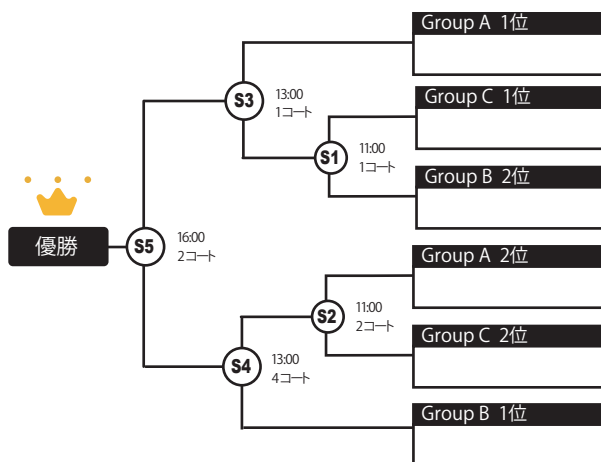 Group A 1位
S3
13:00
1コート
Group C 1位
S1
11:00
1コート
Group B 2位
優勝
S5
16:00
2コート
Group A 2位
S2
11:00
2コート
Group C 2位
S4
13:00
4コート
Group B 1位